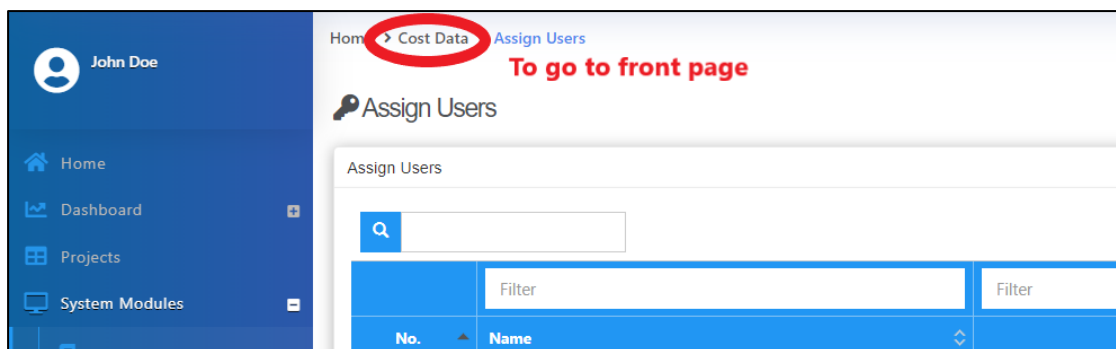 Home > Cost Data Assign Users
To go to front page
John Doe
Assign Users
Home
Assign Users
Dashboard
Projects
Filter Filter
System Modules
No. Name